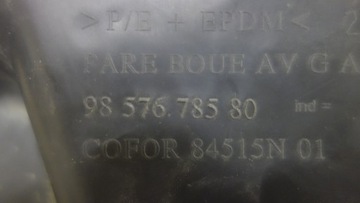 >P/E + EPDM<
PARE BOUE AV G A
98 576 785 80 ind =
COFOR 84515N 01